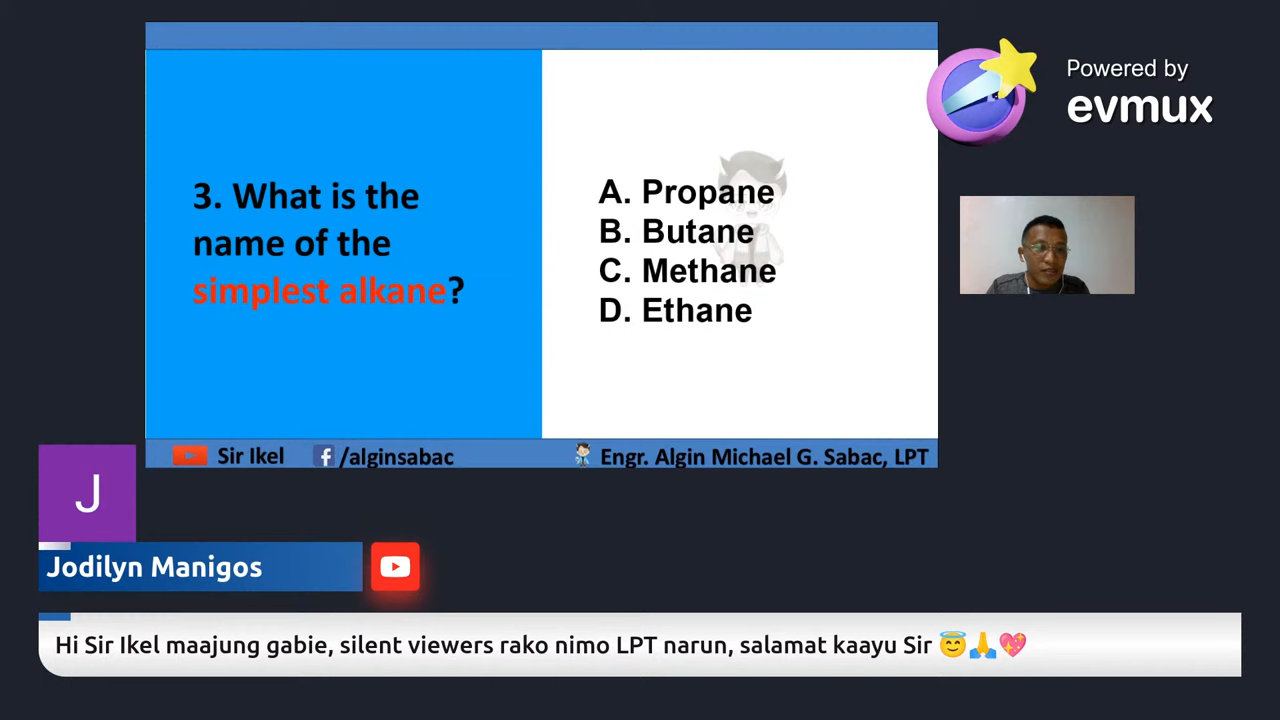 Powered by
evmux
3. What is the
name of the
simplest alkane?
A. Propane
B. Butane
C. Methane
D. Ethane
Sir Ikel
f /alginsabac
Engr. Algin Michael G. Sabac, LPT
J
Jodilyn Manigos
Hi Sir Ikel maajung gabie, silent viewers rako nimo LPT narun, salamat kaayu Sir 😇🙏💖